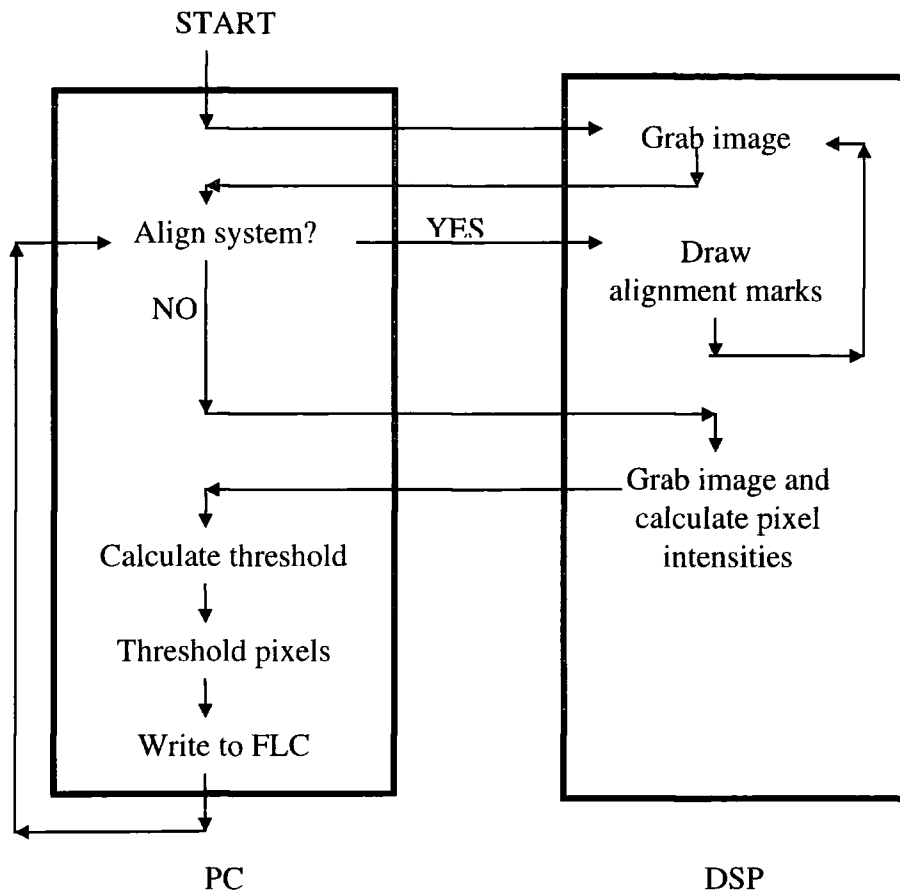 START
Grab image
Align system?
YES
Draw
alignment marks
NO
Grab image and
calculate pixel
intensities
Calculate threshold
Threshold pixels
Write to FLC
PC
DSP